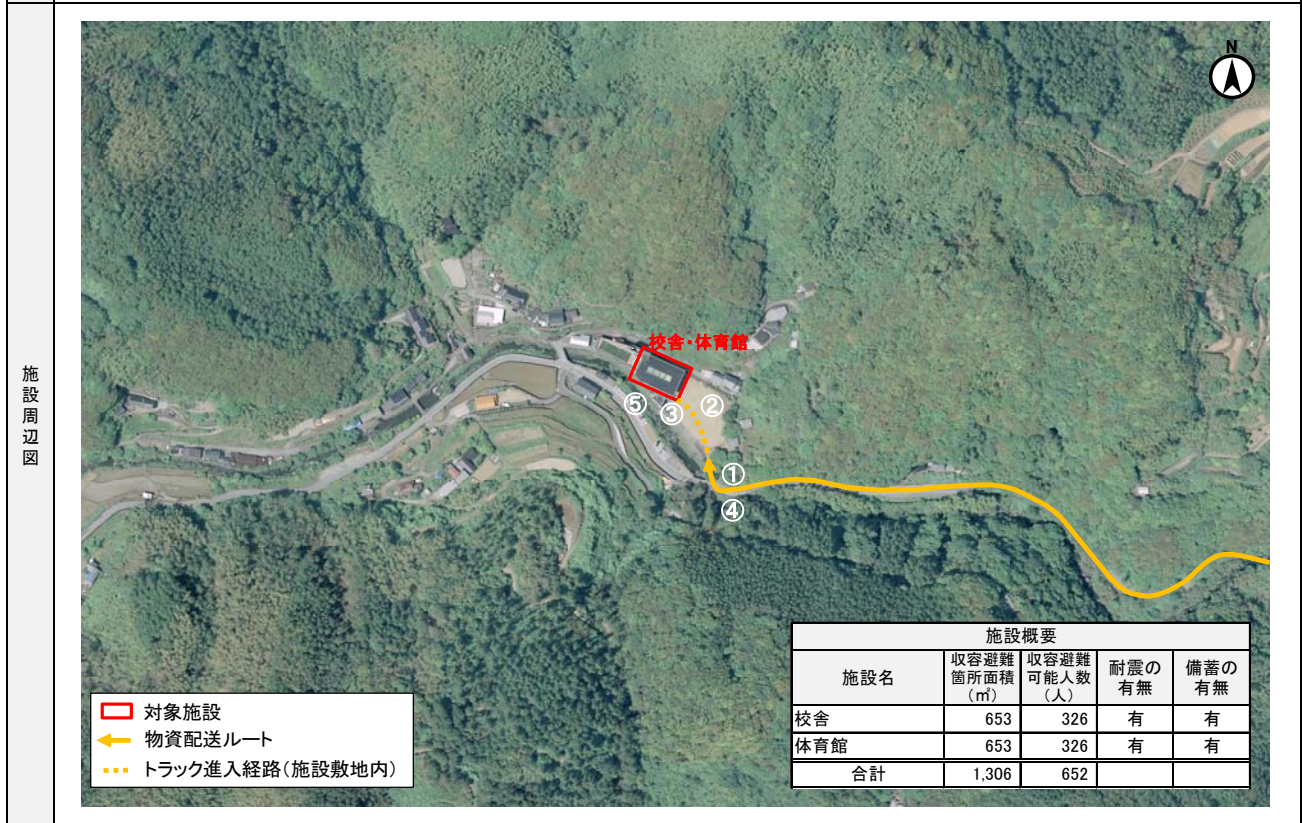 施設周辺図
N
校舎・体育館
⑤
③
②
①
④
対象施設
物資配送ルート
トラック進入経路(施設敷地内)
施設概要
施設名 収容避難箇所面積(㎡) 収容避難可能人数(人) 耐震の有無 備蓄の有無
校舎 653 326 有 有
体育館 653 326 有 有
合計 1,306 652